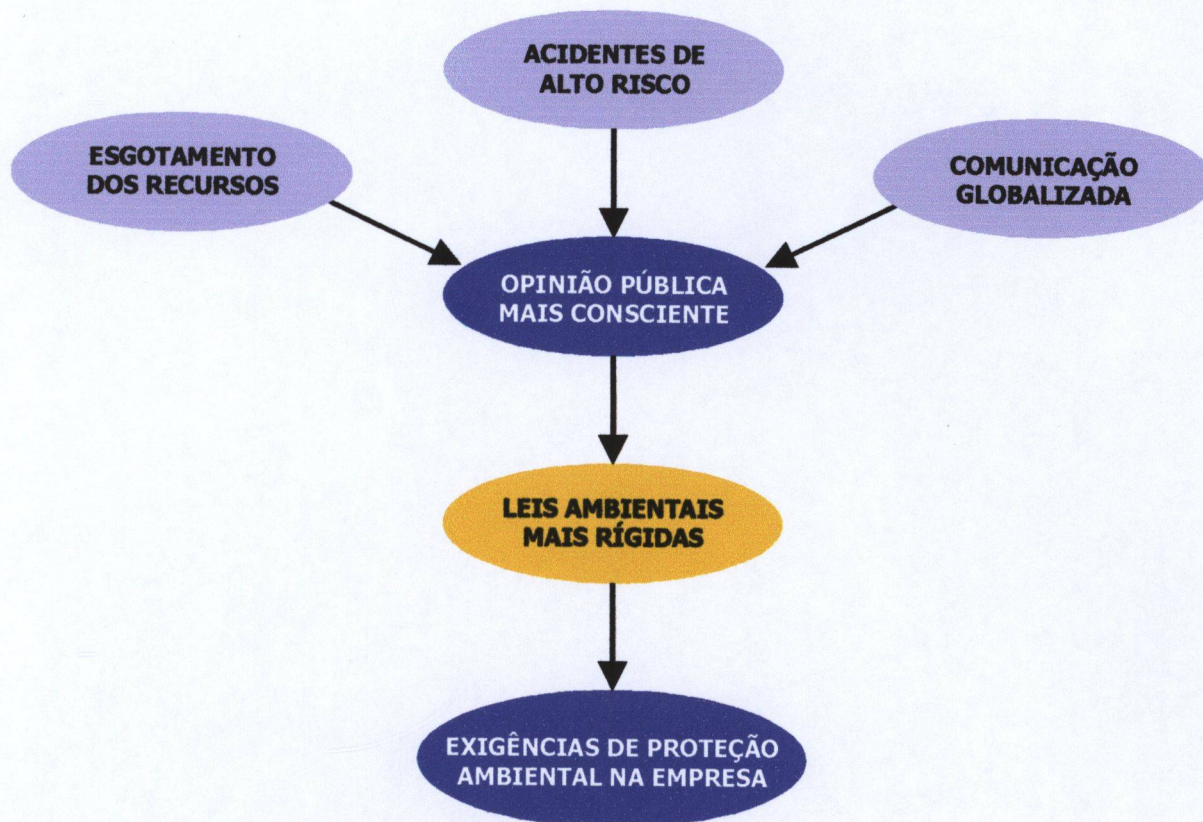 ACIDENTES DE
ALTO RISCO
ESGOTAMENTO
DOS RECURSOS
COMUNICAÇÃO
GLOBALIZADA
OPINIÃO PÚBLICA
MAIS CONSCIENTE
LEIS AMBIENTAIS
MAIS RÍGIDAS
EXIGÊNCIAS DE PROTEÇÃO
AMBIENTAL NA EMPRESA